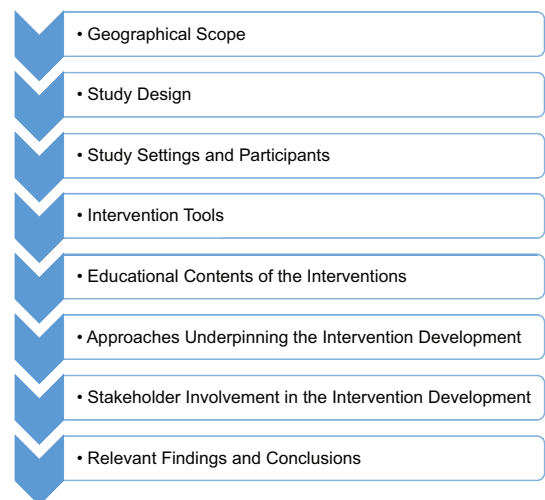 • Geographical Scope
• Study Design
• Study Settings and Participants
• Intervention Tools
• Educational Contents of the Interventions
• Approaches Underpinning the Intervention Development
• Stakeholder Involvement in the Intervention Development
• Relevant Findings and Conclusions